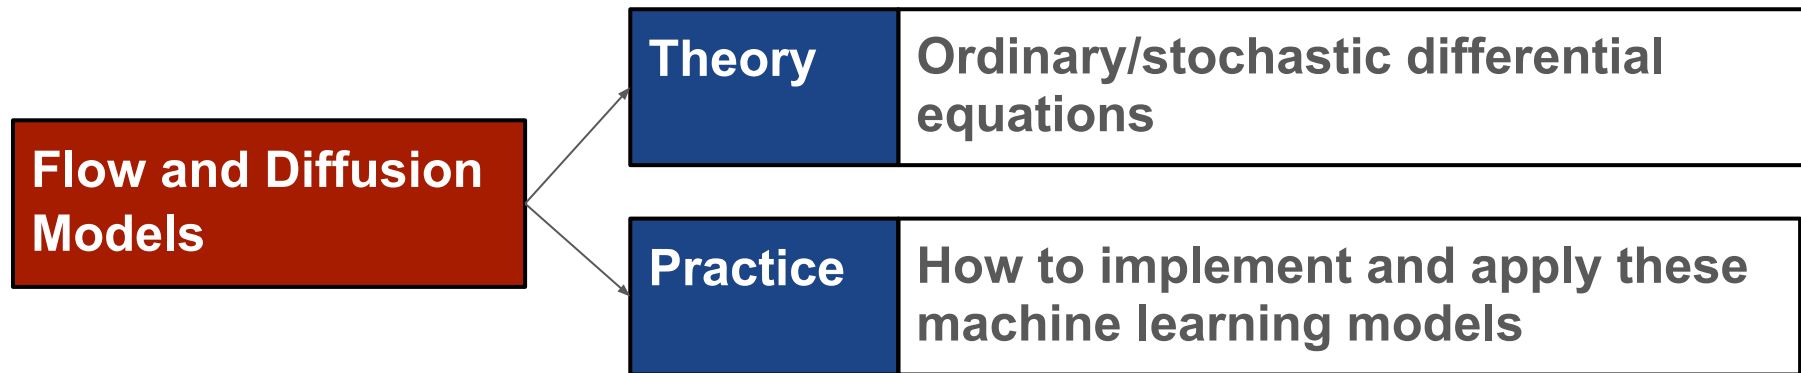 Flow and Diffusion
Models
Theory
Ordinary/stochastic differential
equations
Practice
How to implement and apply these
machine learning models